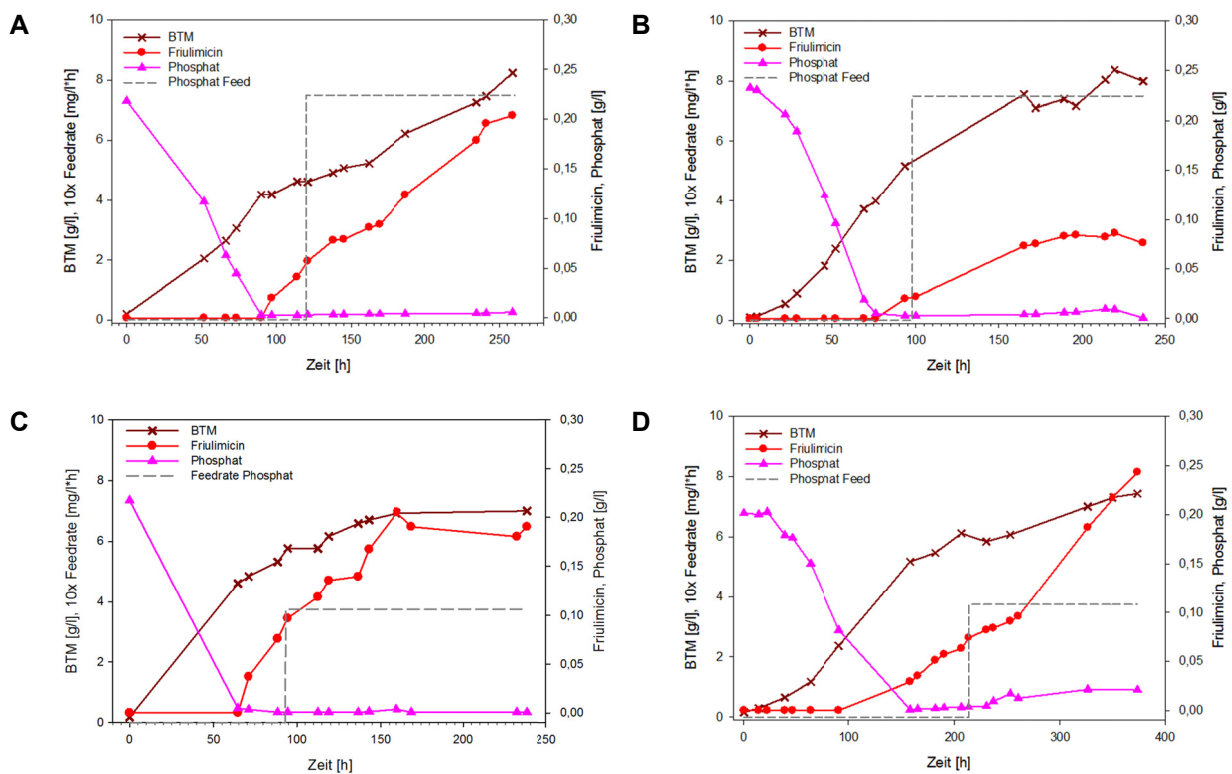 A
BTM [g/l], 10x Feedrate [mg/l*h]
10
8
6
4
2
0
BTM
Friulimicin
Phosphat
Phosphat Feed
0,30
0,25
0,20
0,15
0,10
0,05
0,00
Friulimicin, Phosphat [g/l]
0 50 100 150 200 250
Zeit [h]
B
BTM [g/l], 10x Feedrate [mg/l*h]
10
8
6
4
2
0
BTM
Friulimicin
Phosphat
Phosphat Feed
0,30
0,25
0,20
0,15
0,10
0,05
0,00
Friulimicin, Phosphat [g/l]
0 50 100 150 200 250
Zeit [h]
C
BTM [g/l], 10x Feedrate [mg/l*h]
10
8
6
4
2
0
BTM
Friulimicin
Phosphat
Feedrate Phosphat
0,30
0,25
0,20
0,15
0,10
0,05
0,00
Friulimicin, Phosphat [g/l]
0 50 100 150 200 250
Zeit [h]
D
BTM [g/l], 10x Feedrate [mg/l*h]
10
8
6
4
2
0
BTM
Friulimicin
Phosphat
Phosphat Feed
0,30
0,25
0,20
0,15
0,10
0,05
0,00
Friulimicin, Phosphat [g/l]
0 100 200 300 400
Zeit [h]